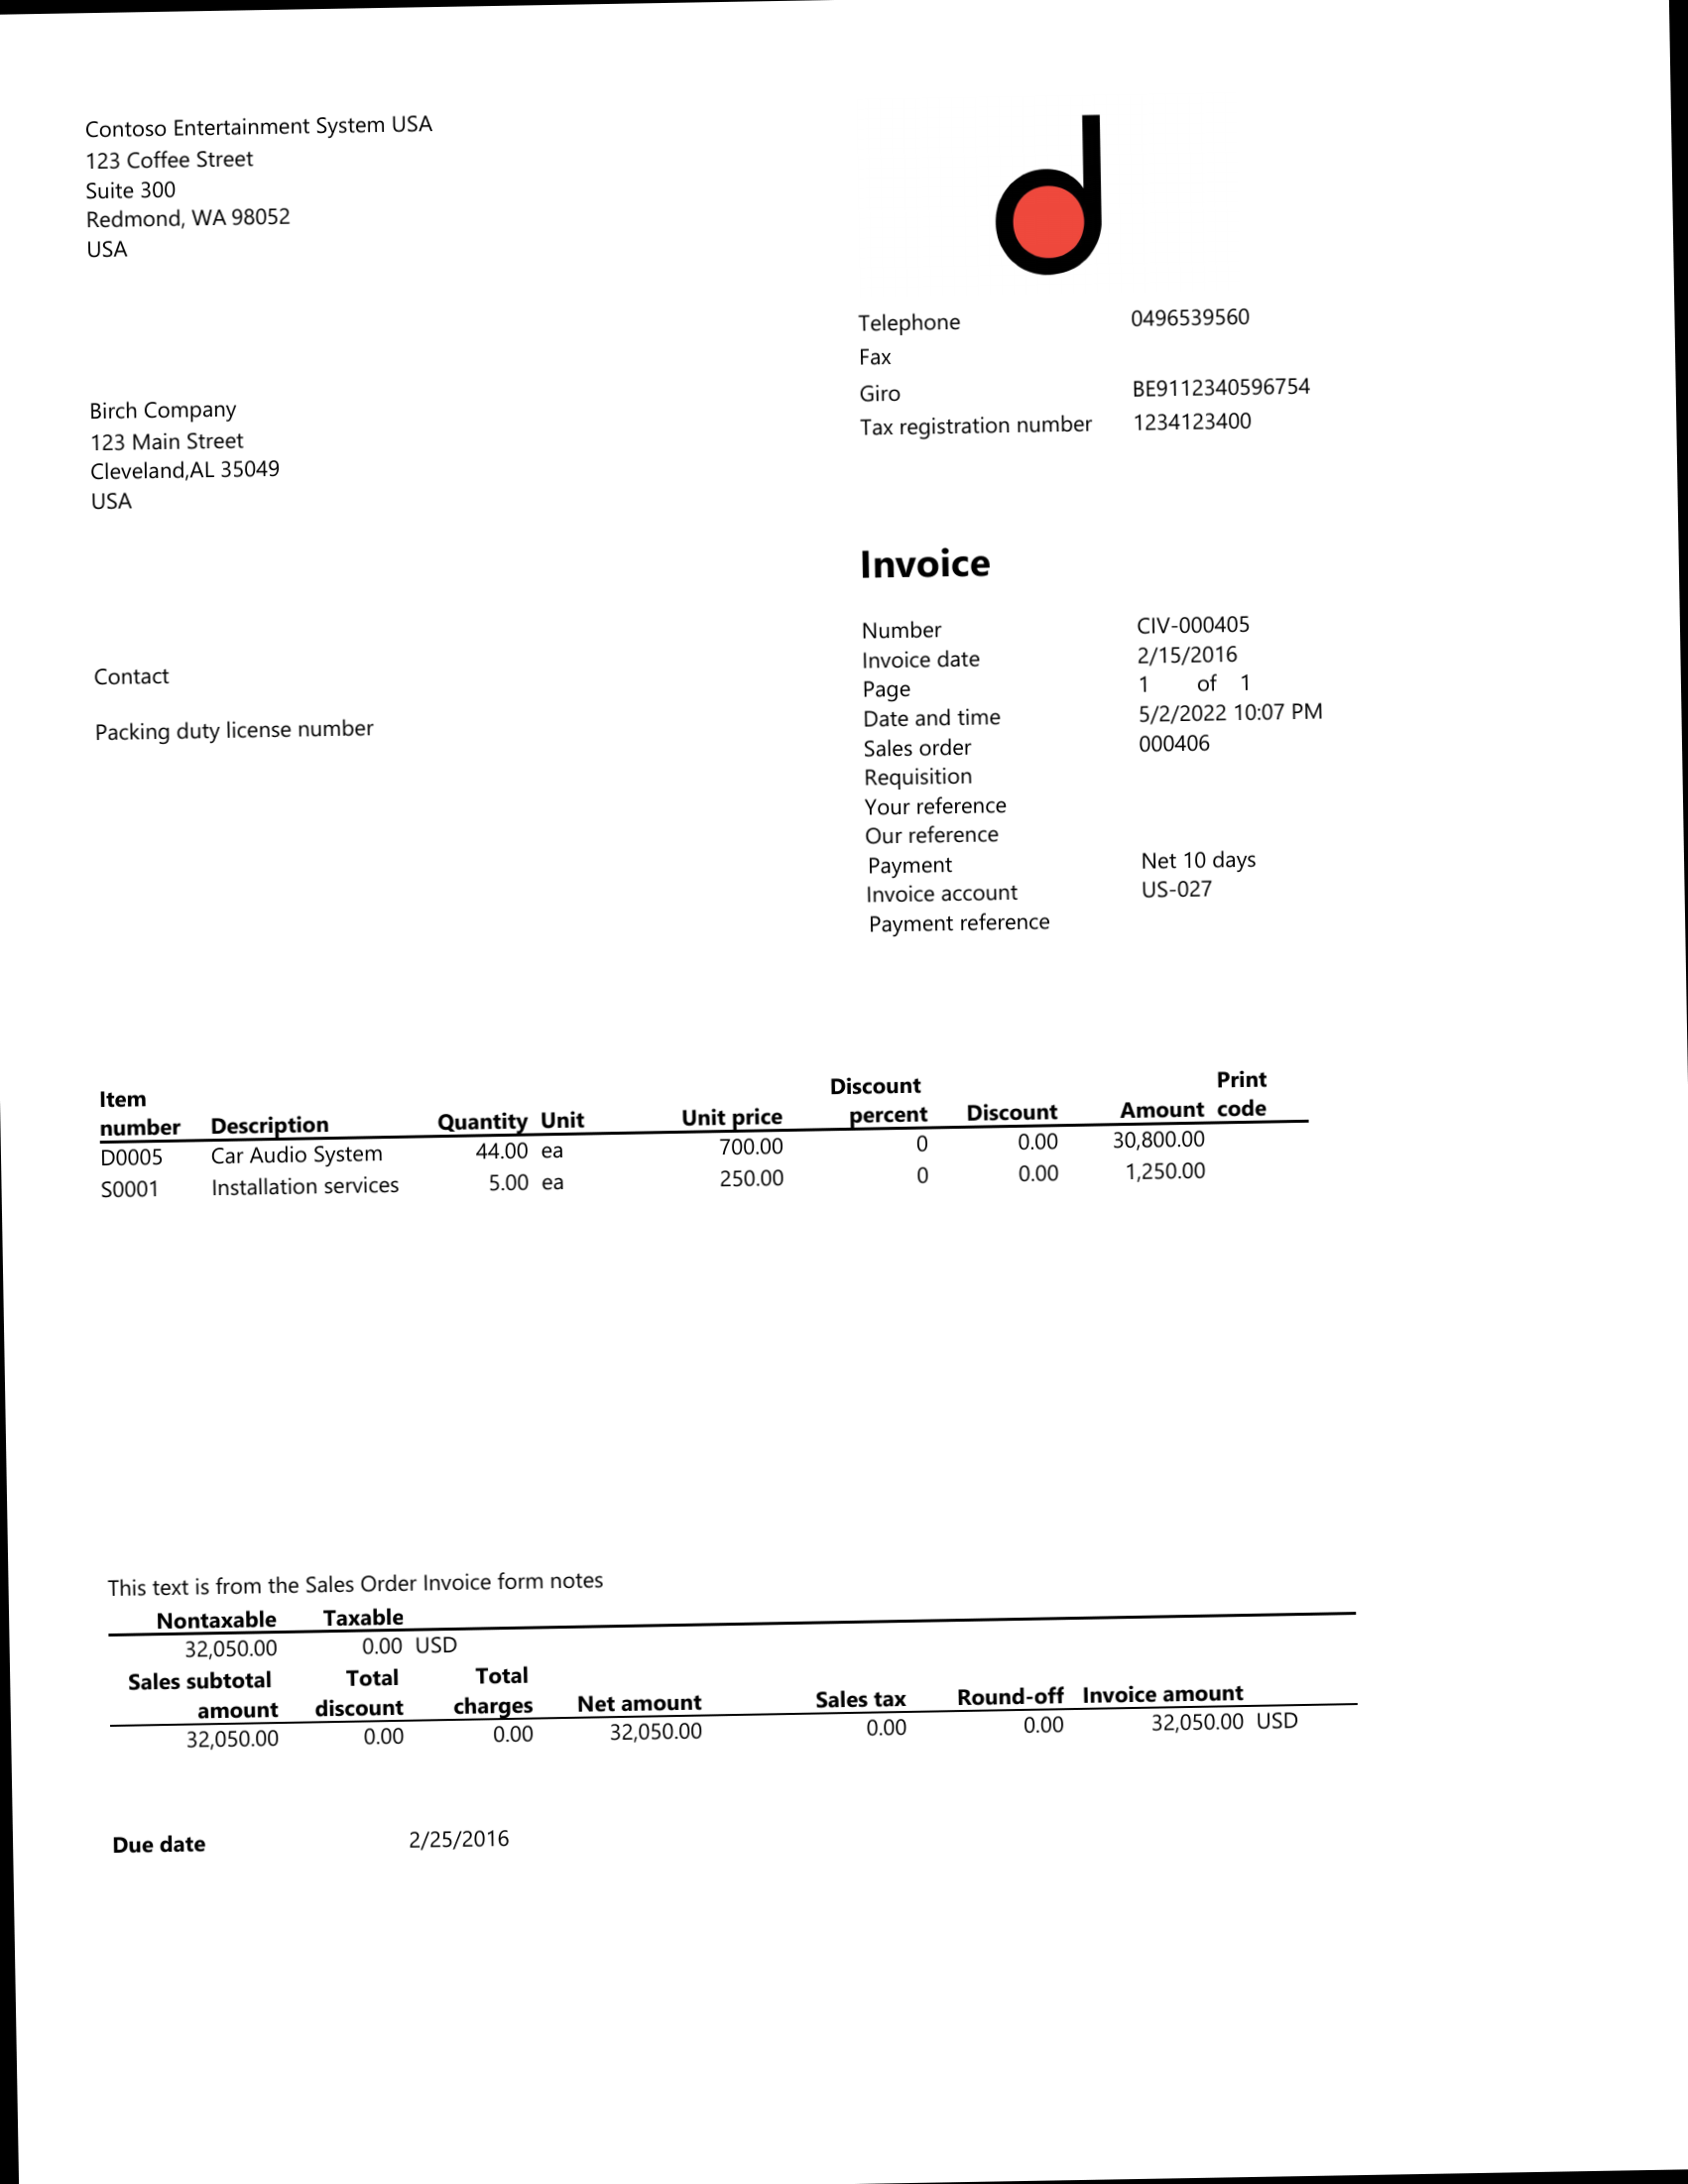 Contoso Entertainment System USA
123 Coffee Street
Suite 300
Redmond, WA 98052
USA
Telephone 0496539560
Fax
Giro BE9112340596754
Tax registration number 1234123400
Birch Company
123 Main Street
Cleveland,AL 35049
USA
Invoice
Number CIV-000405
Invoice date 2/15/2016
Page 1 of 1
Date and time 5/2/2022 10:07 PM
Sales order 000406
Requisition
Your reference
Our reference
Payment Net 10 days
Invoice account US-027
Payment reference
Contact
Packing duty license number
Item Discount Print
number Description Quantity Unit Unit price percent Discount Amount code
D0005 Car Audio System 44.00 ea 700.00 0 0.00 30,800.00
S0001 Installation services 5.00 ea 250.00 0 0.00 1,250.00
This text is from the Sales Order Invoice form notes
Nontaxable Taxable
32,050.00 0.00 USD
Sales subtotal Total Total
amount discount charges Net amount Sales tax Round-off Invoice amount
32,050.00 0.00 0.00 32,050.00 0.00 0.00 32,050.00 USD
Due date 2/25/2016